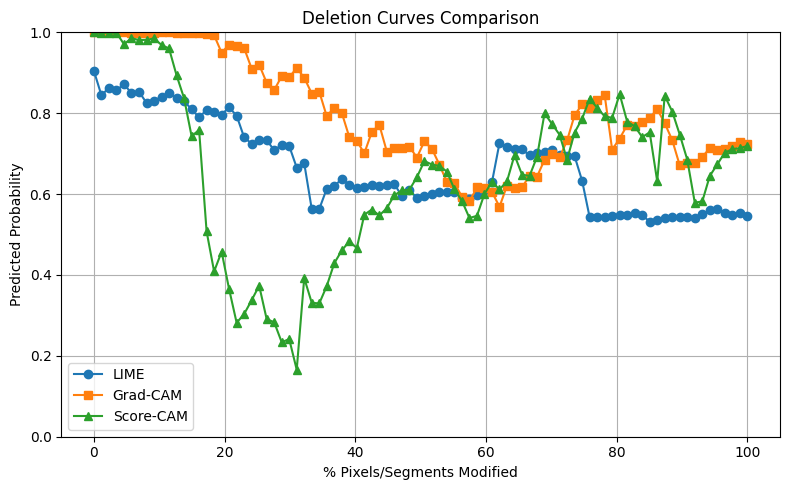 Deletion Curves Comparison
Predicted Probability
1.0
0.8
0.6
0.4
0.2
0.0
LIME
Grad-CAM
Score-CAM
0 20 40 60 80 100
% Pixels/Segments Modified